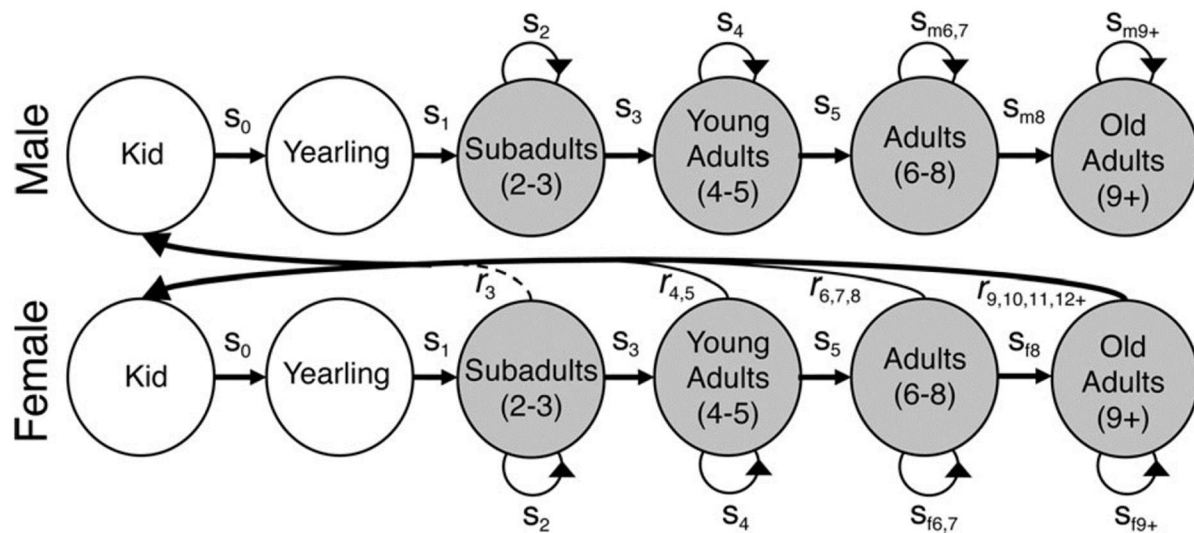 Male
s2 s4 sm6,7 sm9+
Kid s0 Yearling s1 Subadults (2-3) s3 Young Adults (4-5) s5 Adults (6-8) sm8 Old Adults (9+)
r3 r4,5 r6,7,8 r9,10,11,12+
Female
Kid s0 Yearling s1 Subadults (2-3) s3 Young Adults (4-5) s5 Adults (6-8) sf8 Old Adults (9+)
s2 s4 sf6,7 sf9+